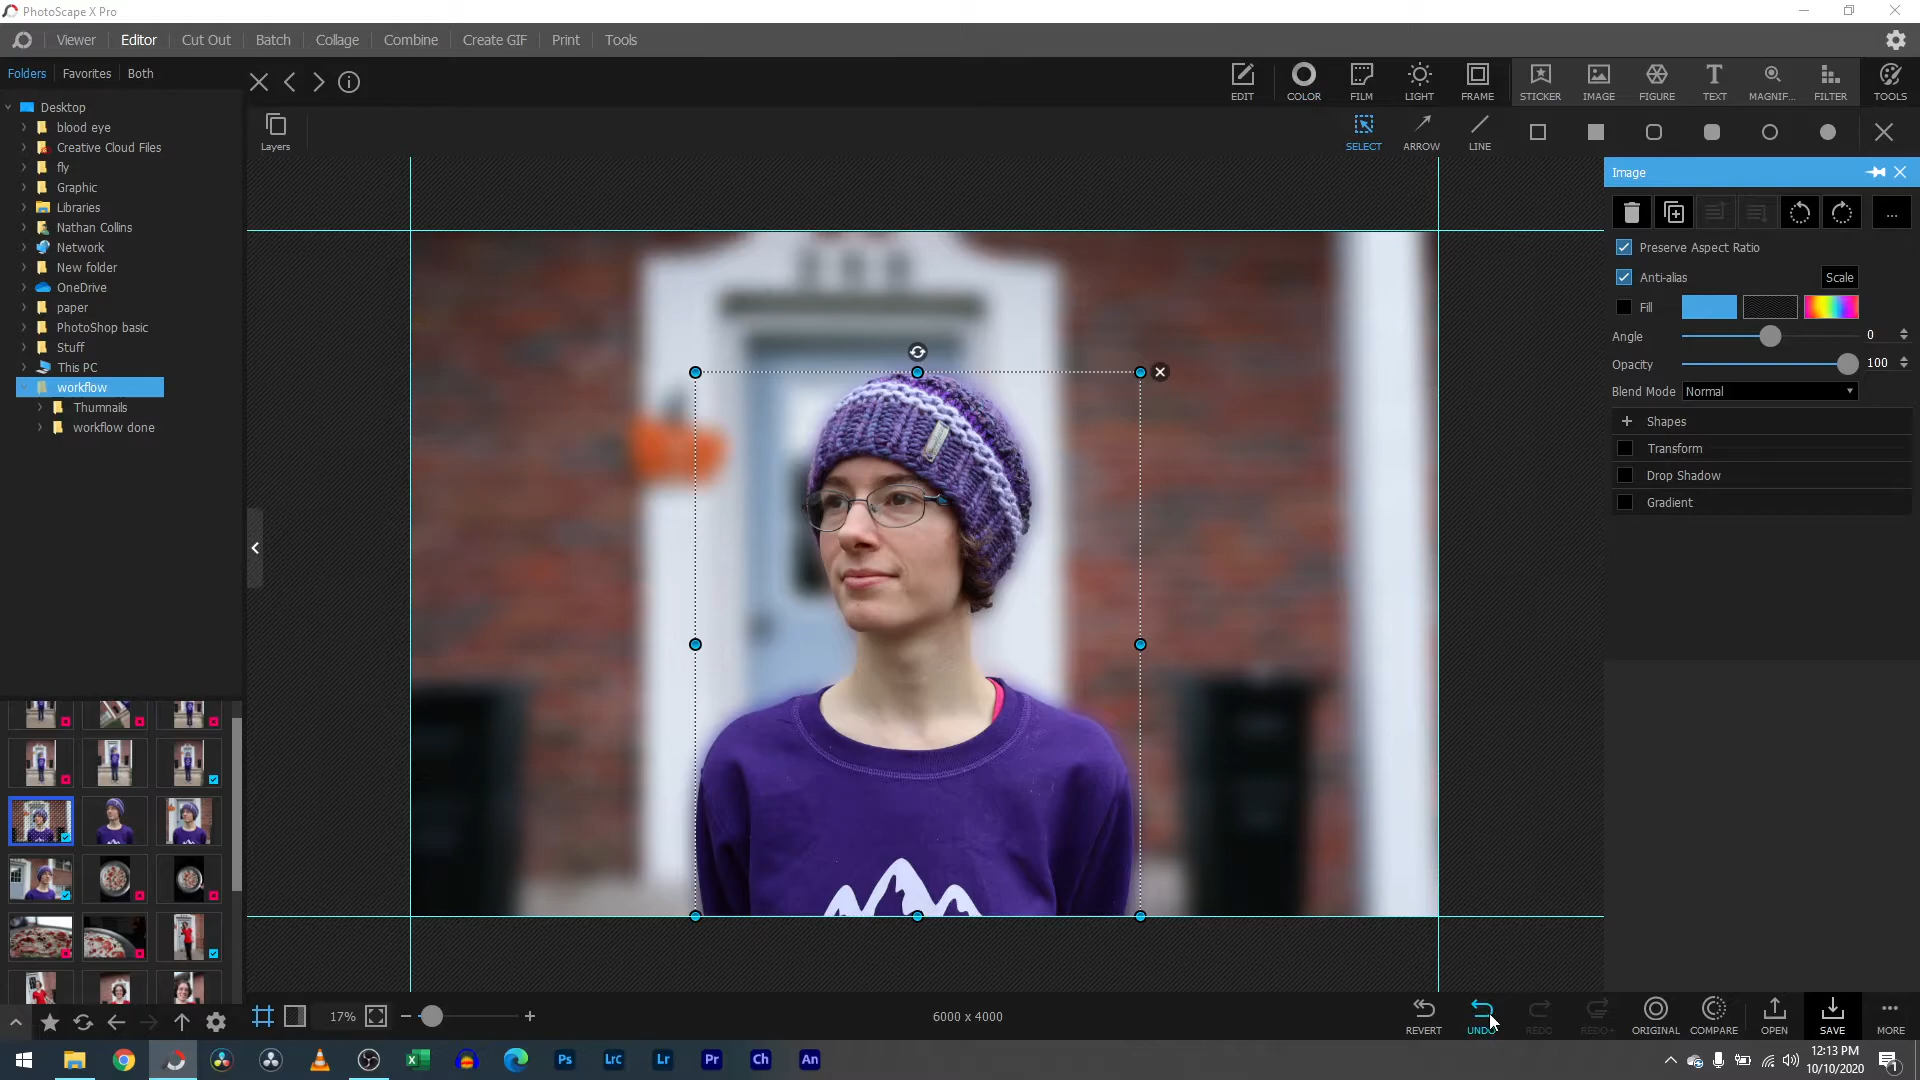 PhotoScape X Pro
Viewer Editor Cut Out Batch Collage Combine Create GIF Print Tools
Folders Favorites Both
EDIT COLOR FILM LIGHT FRAME STICKER IMAGE FIGURE TEXT MAGNIF... FILTER TOOLS
Layers
SELECT ARROW LINE
Desktop
blood eye
Creative Cloud Files
fly
Graphic
Libraries
Nathan Collins
Network
New folder
OneDrive
paper
PhotoShop basic
Stuff
This PC
workflow
Thumnails
workflow done
Image
...
Preserve Aspect Ratio
Anti-alias Scale
Fill
Angle 0
Opacity 100
Blend Mode Normal
Shapes
Transform
Drop Shadow
Gradient
17%
6000 x 4000
REVERT UNDO REDO REDO+ ORIGINAL COMPARE OPEN SAVE MORE
Ps Lrc Lr Pr Ch An
12:13 PM
10/10/2020
1